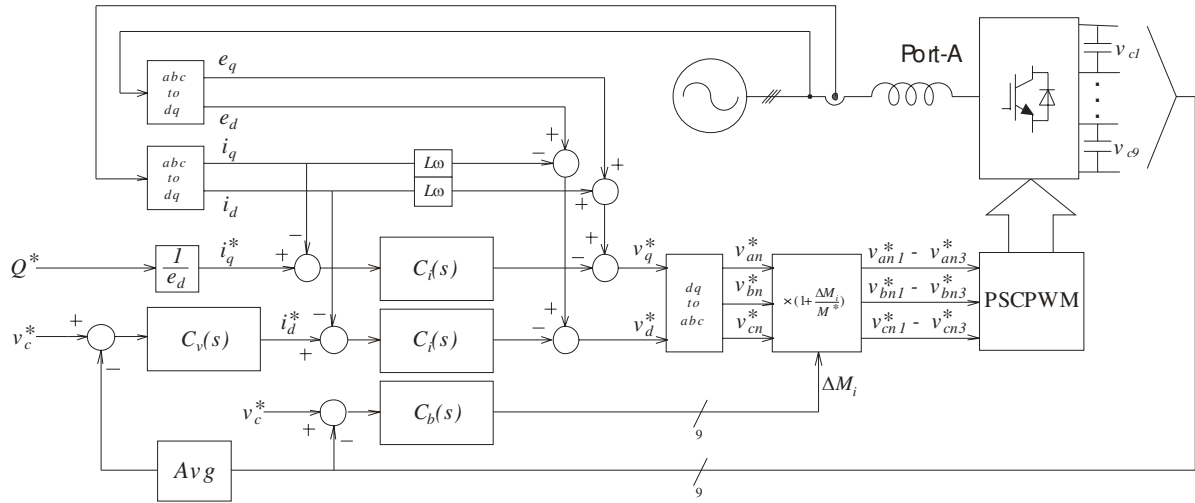 Port-A
v_c1
v_c9
abc
to
dq
e_q
e_d
abc
to
dq
i_q
i_d
Lω
Lω
+
−
+
+
Q*
1
e_d
i_q*
−
+
C_i(s)
+
−
v_q*
v_c*
+
−
C_v(s)
i_d*
−
+
C_i(s)
+
−
v_d*
dq
to
abc
v_an*
v_bn*
v_cn*
×(1+ΔM_i/M*)
v_an1* - v_an3*
v_bn1* - v_bn3*
v_cn1* - v_cn3*
PSCPWM
v_c*
+
−
C_b(s)
9
ΔM_i
Avg
9